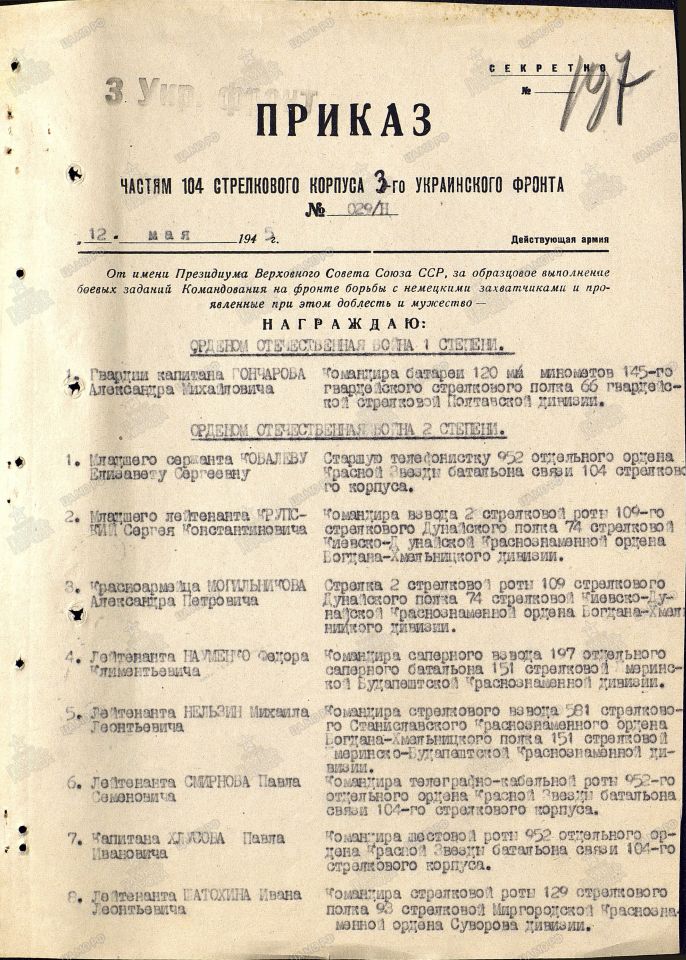 СЕКРЕТНО
№
197
3 Укр. фронт
ПРИКАЗ
ЧАСТЯМ 104 СТРЕЛКОВОГО КОРПУСА 3-го УКРАИНСКОГО ФРОНТА
№ 029/Н
„12" мая 1945 г. Действующая армия
От имени Президиума Верховного Совета Союза ССР, за образцовое выполнение
боевых заданий Командования на фронте борьбы с немецкими захватчиками и про-
явленные при этом доблесть и мужество —
НАГРАЖДАЮ:
ОРДЕНОМ ОТЕЧЕСТВЕННАЯ ВОЙНА 1 СТЕПЕНИ.
1. Гвардии капитана ГОНЧАРОВА Командира батареи 120 мм минометов 145-го
Александра Михайловича гвардейского стрелкового полка 66 гвардейс-
кой стрелковой Полтавской дивизии.
ОРДЕНОМ ОТЕЧЕСТВЕННАЯ ВОЙНА 2 СТЕПЕНИ.
1. Младшего сержанта КОВАЛЕВУ Старшую телефонистку 952 отдельного ордена
Елизавету Сергеевну Красной Звезды батальона связи 104 стрелково
го корпуса.
2. Младшего лейтенанта КРУПС- Командира взвода 2 стрелковой роты 109-го
КИЙ Сергея Константиновича стрелкового Дунайского полка 74 стрелковой
Киевско-Дунайской Краснознаменной ордена
Богдана-Хмельницкого дивизии.
3. Красноармейца МОГИЛЬНИКОВА Стрелка 2 стрелковой роты 109 стрелкового
Александра Петровича Дунайского полка 74 стрелковой Киевско-Ду-
найской Краснознаменной ордена Богдана-Хмель
ницкого дивизии.
4. Лейтенанта НАУМЕНКО Федора Командира саперного взвода 197 отдельного
Климентьевича саперного батальона 151 стрелковой Жмеринс-
кой Будапештской Краснознаменной дивизии.
5. Лейтенанта НЕЛЬЗИН Михаила Командира стрелкового взвода 581 стрелково-
Леонтьевича го Станиславского Краснознаменного ордена
Богдана-Хмельницкого полка 151 стрелковой
Жмеринско-Будапештской Краснознаменной ди-
визии.
6. Лейтенанта СМИРНОВА Павла Командира телеграфно-кабельной роты 952-го
Семеновича отдельного ордена Красной Звезды батальона
связи 104-го стрелкового корпуса.
7. Капитана ХЛУСОВА Павла Командира шестовой роты 952 отдельного ор-
Ивановича дена Красной Звезды батальона связи 104-го
стрелкового корпуса.
8. Лейтенанта ШАТОХИНА Ивана Командира стрелковой роты 129 стрелкового
Леонтьевича полка 93 стрелковой Миргородской Краснозна-
менной ордена Суворова дивизии.